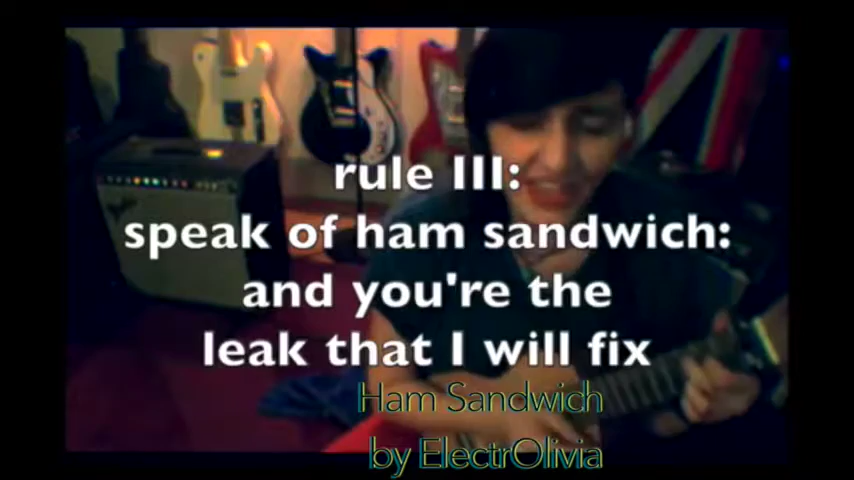 rule III:
speak of ham sandwich:
and you're the
leak that I will fix
Ham Sandwich
by ElectrOlivia